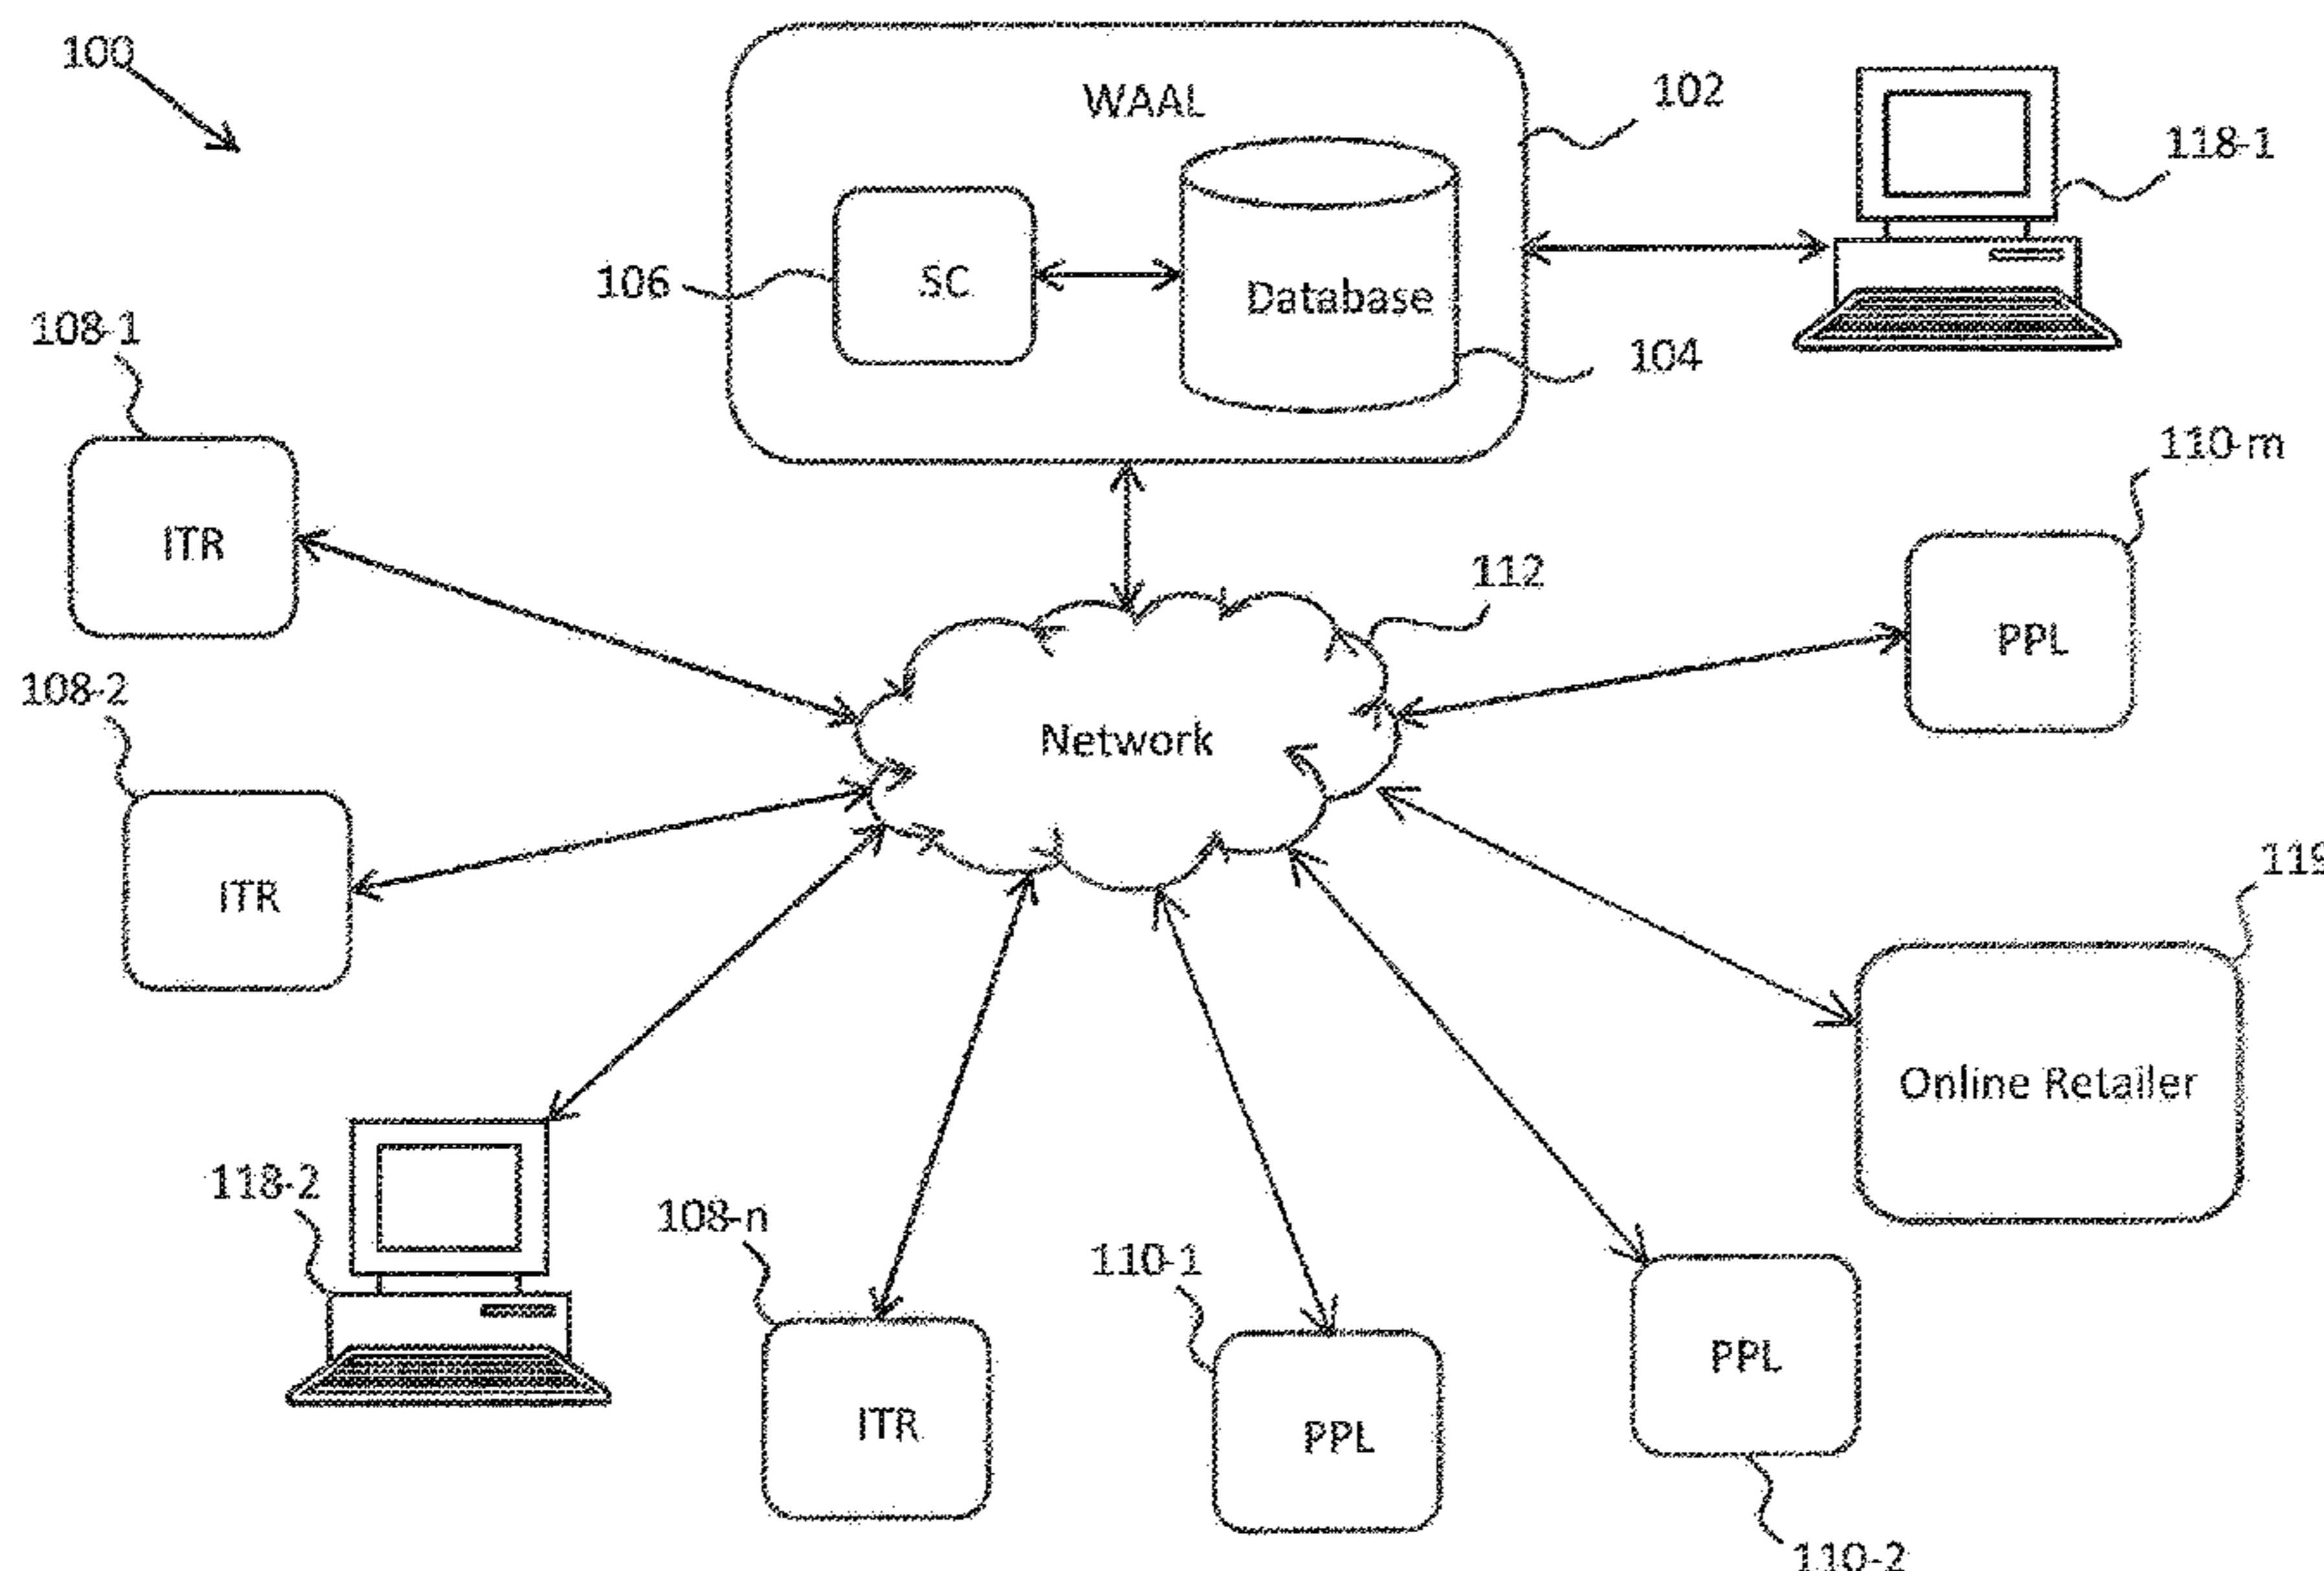 100
WAAL
102
118-1
SC
106
Database
104
108-1
110-m
ITR
112
PPL
108-2
Network
ITR
119
Online Retailer
118-2
108-n
110-1
PPL
ITR
PPL
110-2